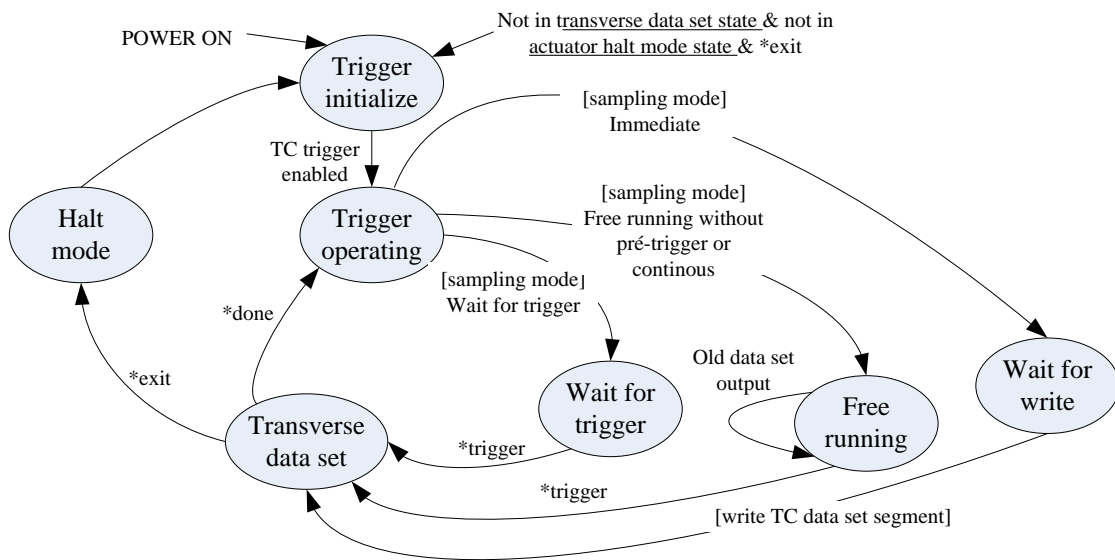 POWER ON
Not in transverse data set state & not in
actuator halt mode state & *exit
Trigger
initialize
[sampling mode]
Immediate
TC trigger
enabled
Halt
mode
Trigger
operating
[sampling mode]
Free running without
pré-trigger or
continous
[sampling mode]
Wait for trigger
*done
*exit
Old data set
output
Wait for
trigger
Free
running
Wait for
write
Transverse
data set
*trigger
*trigger
[write TC data set segment]